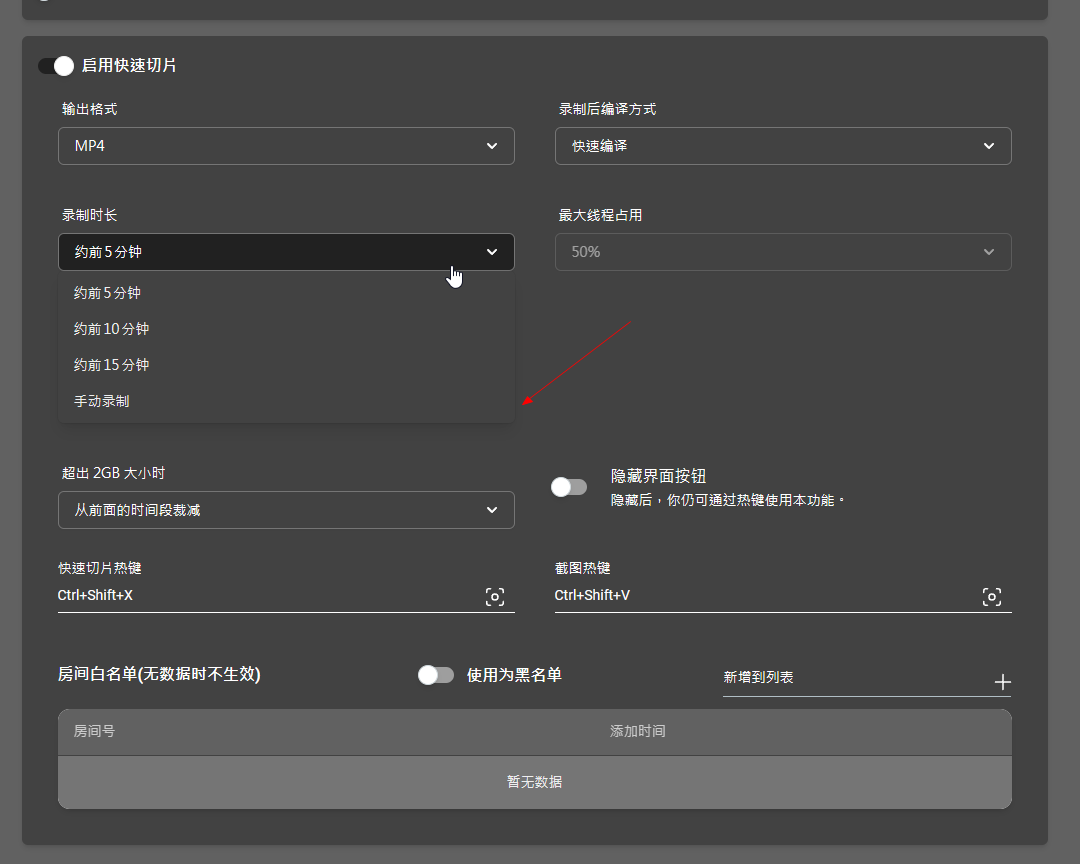 启用快速切片
输出格式
录制后编译方式
MP4
快速编译
录制时长
最大线程占用
约前5分钟
50%
约前5分钟
约前10分钟
约前15分钟
手动录制
超出 2GB 大小时
隐藏界面按钮
从前面的时间段裁减
隐藏后，你仍可通过热键使用本功能。
快速切片热键
截图热键
Ctrl+Shift+X
Ctrl+Shift+V
房间白名单(无数据时不生效)
使用为黑名单
新增到列表
房间号
添加时间
暂无数据